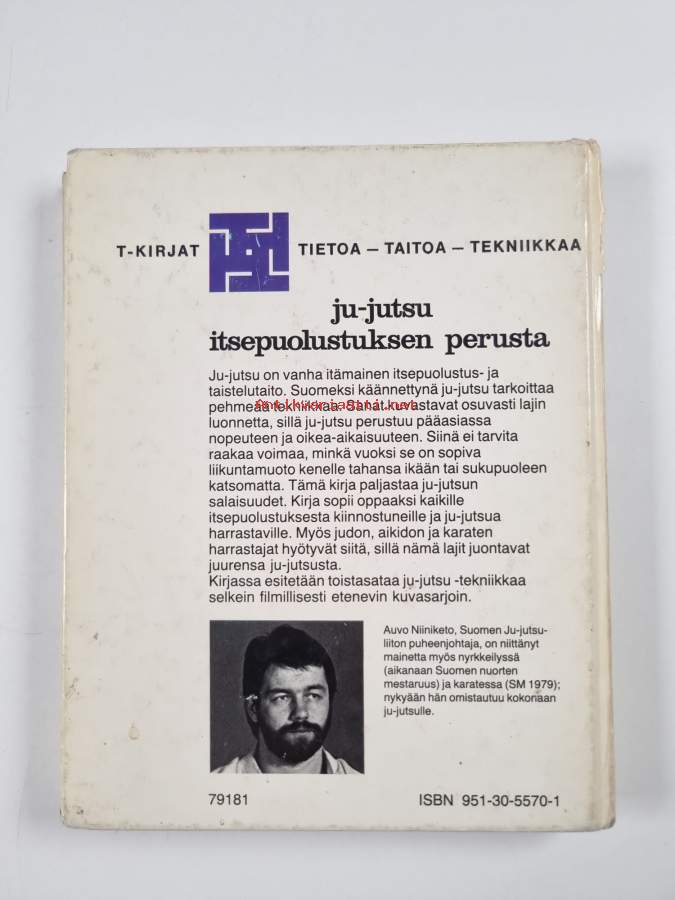 T-KIRJAT TIETOA — TAITOA — TEKNIIKKAA
ju-jutsu
itsepuolustuksen perusta
Ju-jutsu on vanha itämainen itsepuolustus- ja
taistelutaito. Suomeksi käännettynä ju-jutsu tarkoittaa
pehmeää tekniikkaa. Sanat kuvastavat osuvasti lajin
luonnetta, sillä ju-jutsu perustuu pääasiassa
nopeuteen ja oikea-aikaisuuteen. Siinä ei tarvita
raakaa voimaa, minkä vuoksi se on sopiva
liikuntamuoto kenelle tahansa ikään tai sukupuoleen
katsomatta. Tämä kirja paljastaa ju-jutsun
salaisuudet. Kirja sopii oppaaksi kaikille
itsepuolustuksesta kiinnostuneille ja ju-jutsua
harrastaville. Myös judon, aikidon ja karaten
harrastajat hyötyvät siitä, sillä nämä lajit juontavat
juurensa ju-jutsusta.
Kirjassa esitetään toistasataa ju-jutsu -tekniikkaa
selkein filmillisesti etenevin kuvasarjoin.
Auvo Niiniketo, Suomen Ju-jutsu-
liiton puheenjohtaja, on niittänyt
mainetta myös nyrkkeilyssä
(aikanaan Suomen nuorten
mestaruus) ja karatessa (SM 1979);
nykyään hän omistautuu kokonaan
ju-jutsulle.
79181 ISBN 951-30-5570-1